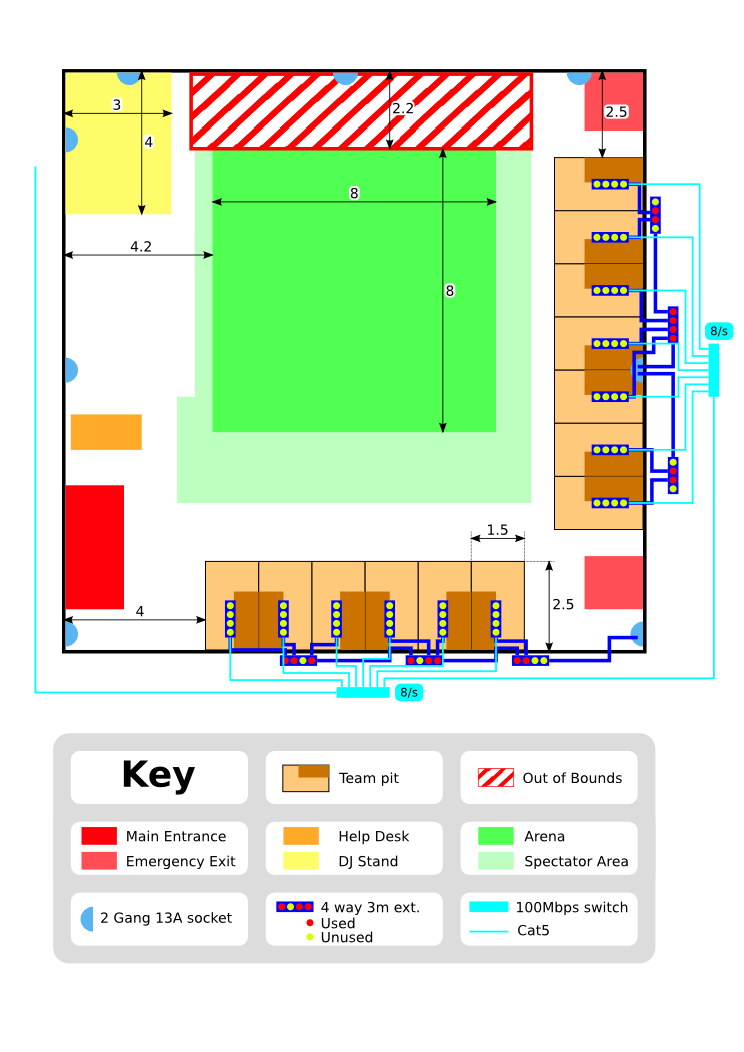 3
4
2.2
2.5
8
4.2
8
8/s
1.5
4
2.5
8/s
Key
Team pit
Out of Bounds
Main Entrance
Emergency Exit
Help Desk
DJ Stand
Arena
Spectator Area
2 Gang 13A socket
4 way 3m ext.
Used
Unused
100Mbps switch
Cat5